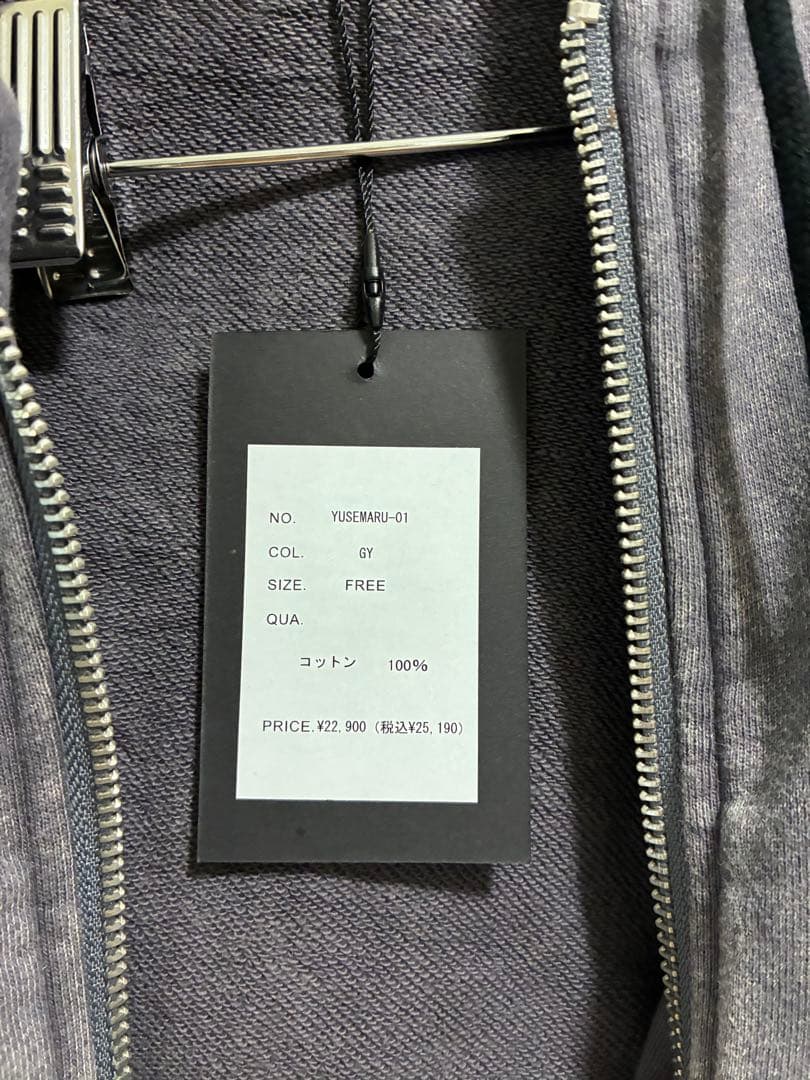 NO. YUSEMARU-01
COL. GY
SIZE. FREE
QUA.
コットン 100%
PRICE.¥22,900 (税込¥25,190)